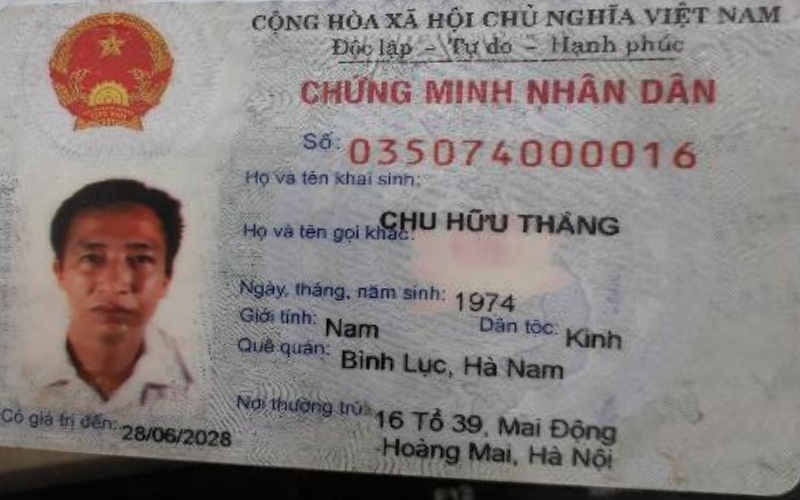 CỘNG HÒA XÃ HỘI CHỦ NGHĨA VIỆT NAM
Độc lập - Tự do - Hạnh phúc
CHỨNG MINH NHÂN DÂN
Số: 035074000016
Họ và tên khai sinh:
CHU HỮU THẮNG
Họ và tên gọi khác:
Ngày, tháng, năm sinh: 1974
Giới tính: Nam Dân tộc: Kinh
Quê quán: Bình Lục, Hà Nam
Nơi thường trú: 16 Tổ 39, Mai Động
Hoàng Mai, Hà Nội
Có giá trị đến: 28/06/2028